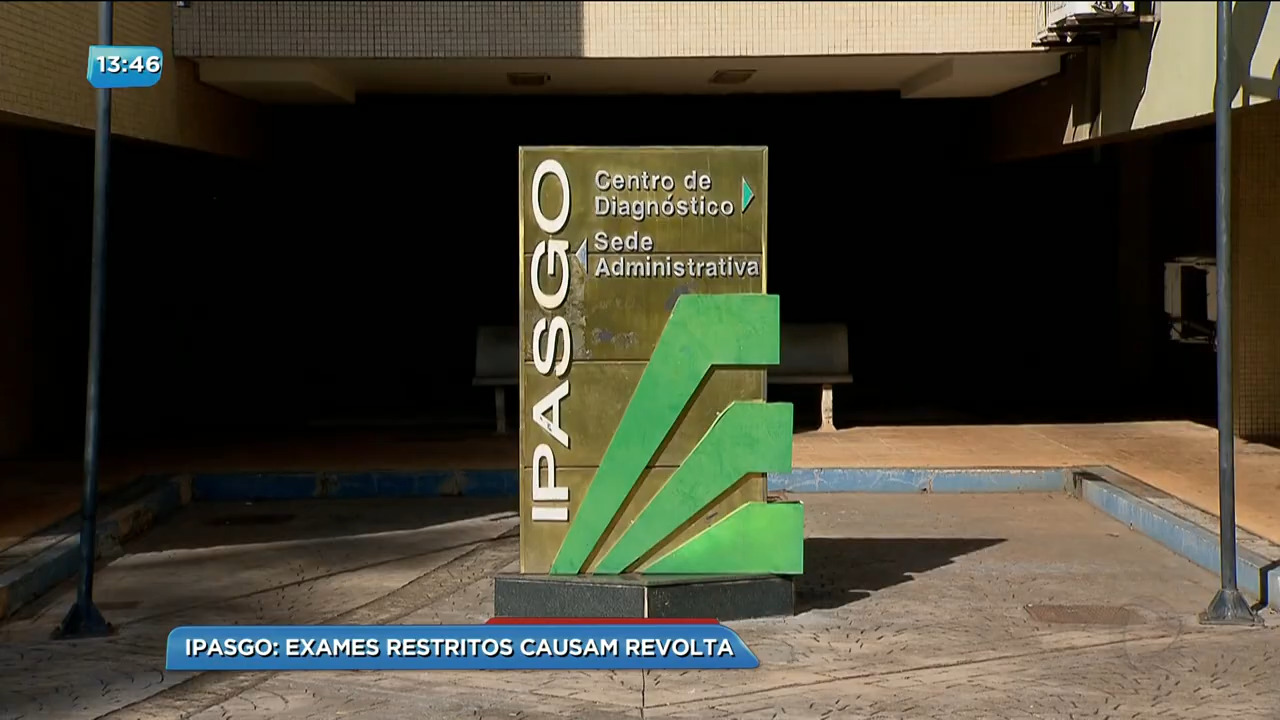 13:46
IPASGO
Centro de
Diagnóstico
Sede
Administrativa
IPASGO: EXAMES RESTRITOS CAUSAM REVOLTA